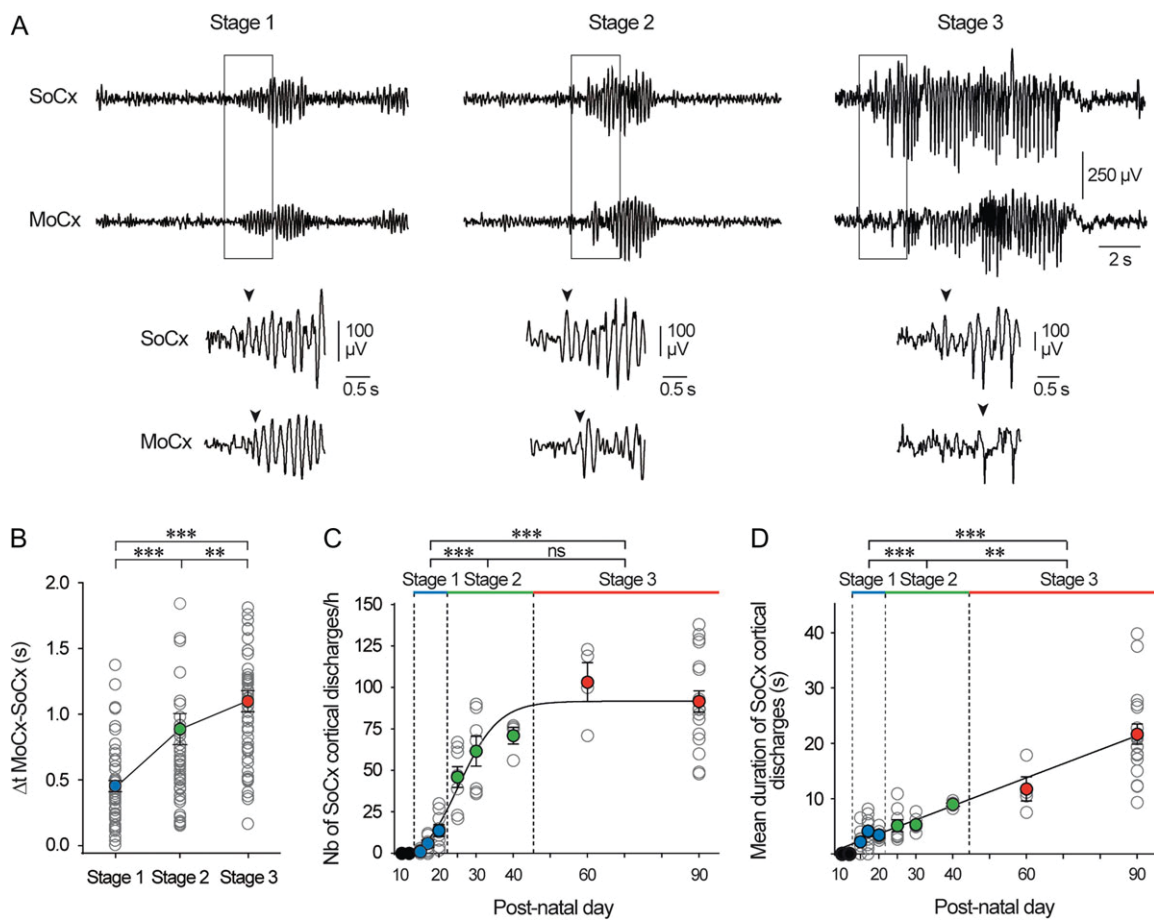 A
Stage 1 Stage 2 Stage 3
SoCx
250 µV
MoCx
2 s
SoCx
100 µV
0.5 s
100 µV
0.5 s
100 µV
0.5 s
MoCx
B
***
*** **
Δt MoCx-SoCx (s)
2.0
1.5
1.0
0.5
0.0
Stage 1 Stage 2 Stage 3
C
***
*** ns
Stage 1 Stage 2 Stage 3
Nb of SoCx cortical discharges/h
150
125
100
75
50
25
0
10 20 30 40 60 90
Post-natal day
D
***
*** **
Stage 1 Stage 2 Stage 3
Mean duration of SoCx cortical
discharges (s)
40
30
20
10
0
10 20 30 40 60 90
Post-natal day